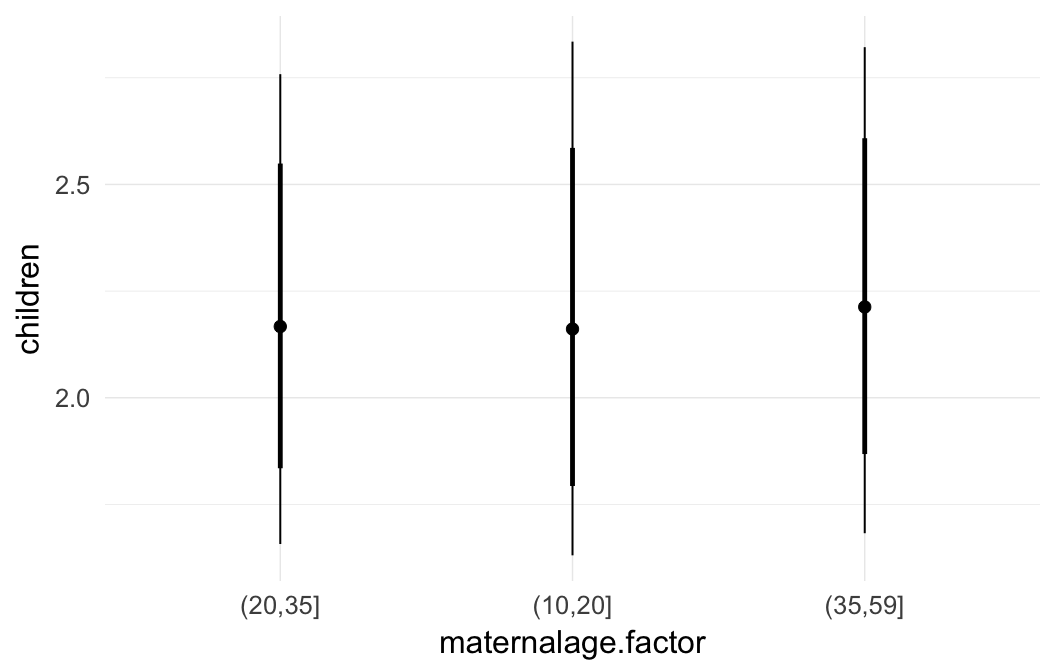 children
2.5
2.0
(20,35]
(10,20]
(35,59]
maternalage.factor